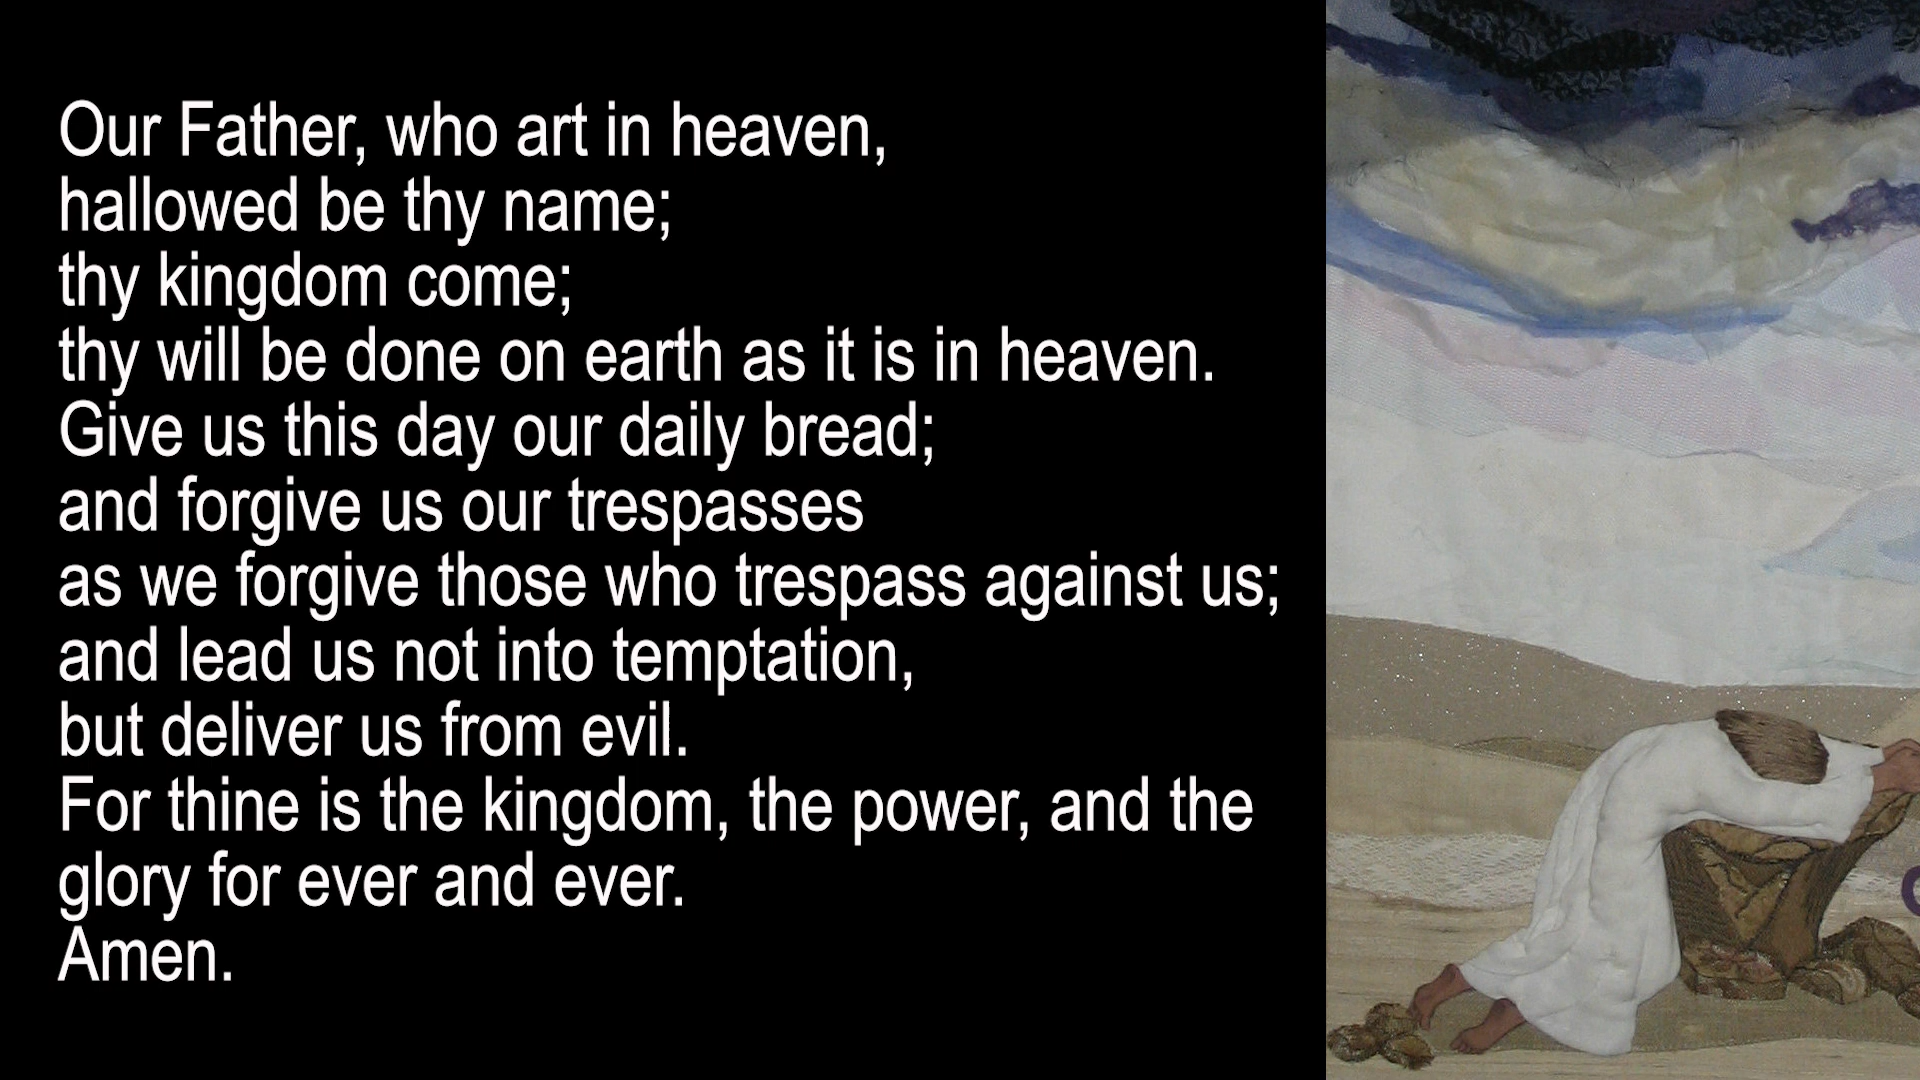 Our Father, who art in heaven,
hallowed be thy name;
thy kingdom come;
thy will be done on earth as it is in heaven.
Give us this day our daily bread;
and forgive us our trespasses
as we forgive those who trespass against us;
and lead us not into temptation,
but deliver us from evil.
For thine is the kingdom, the power, and the
glory for ever and ever.
Amen.